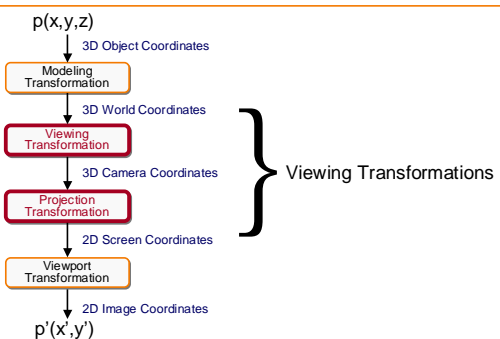 p(x,y,z)
3D Object Coordinates
Modeling
Transformation
3D World Coordinates
Viewing
Transformation
3D Camera Coordinates
Viewing Transformations
Projection
Transformation
2D Screen Coordinates
Viewport
Transformation
2D Image Coordinates
p’(x’,y’)